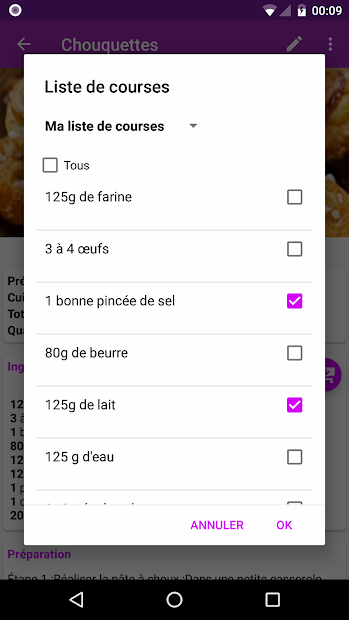 00:09
Chouquettes
Liste de courses
Ma liste de courses
Tous
125g de farine
3 à 4 œufs
1 bonne pincée de sel
80g de beurre
125g de lait
125 g d'eau
ANNULER OK
Pré
Cui
Tot
Qua
Ing
12
3 à
1 b
80
12
12
1 p
1 c
20
Préparation
Étape 1 :Réaliser la pâte à choux :Dans une petite casserole